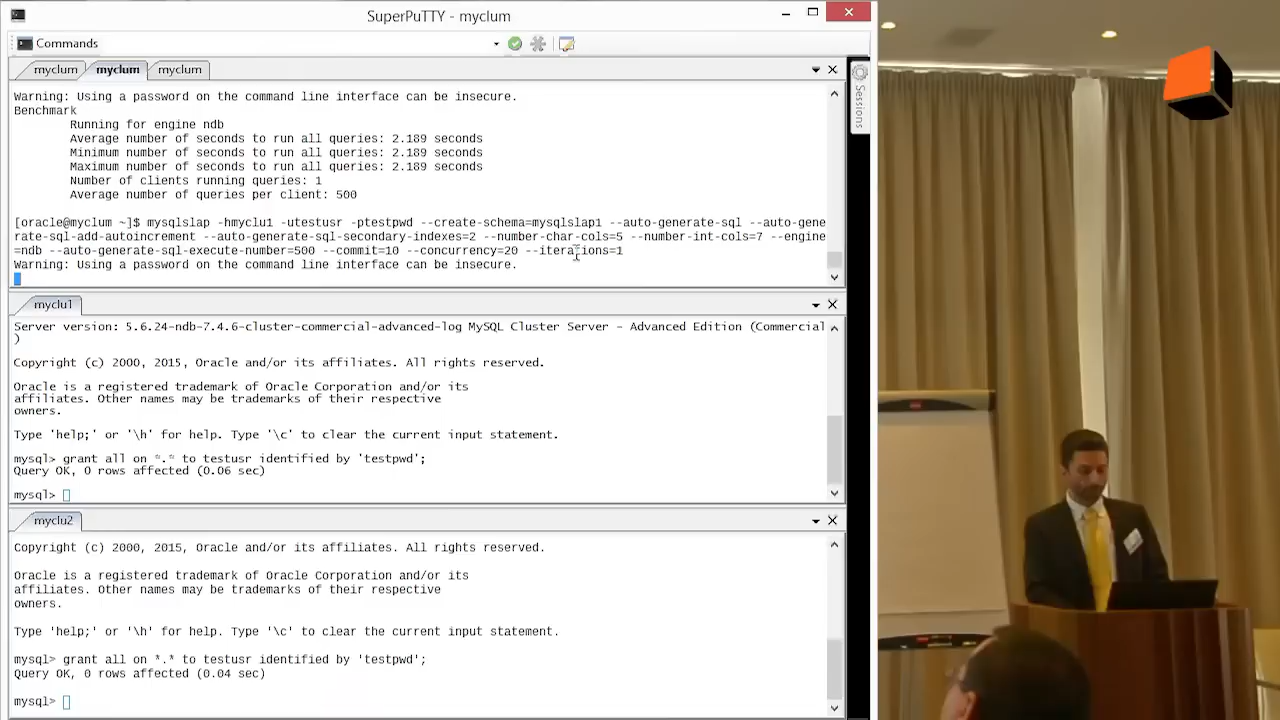 SuperPuTTY - myclum
Commands
myclum
myclum
myclum
Sessions
Warning: Using a password on the command line interface can be insecure.
Benchmark
Running for engine ndb
Average number of seconds to run all queries: 2.189 seconds
Minimum number of seconds to run all queries: 2.189 seconds
Maximum number of seconds to run all queries: 2.189 seconds
Number of clients running queries: 1
Average number of queries per client: 500
[oracle@myclum ~]$ mysqlslap -hmyclu1 -utestusr -ptestpwd --create-schema=mysqlslap1 --auto-generate-sql --auto-gene
rate-sql-add-autoincrement --auto-generate-sql-secondary-indexes=2 --number-char-cols=5 --number-int-cols=7 --engine
=ndb --auto-generate-sql-execute-number=500 --commit=10 --concurrency=20 --iterations=1
Warning: Using a password on the command line interface can be insecure.
myclu1
Server version: 5.6.24-ndb-7.4.6-cluster-commercial-advanced-log MySQL Cluster Server - Advanced Edition (Commercial
)
Copyright (c) 2000, 2015, Oracle and/or its affiliates. All rights reserved.
Oracle is a registered trademark of Oracle Corporation and/or its
affiliates. Other names may be trademarks of their respective
owners.
Type 'help;' or '\h' for help. Type '\c' to clear the current input statement.
mysql> grant all on *.* to testusr identified by 'testpwd';
Query OK, 0 rows affected (0.06 sec)
mysql>
myclu2
Copyright (c) 2000, 2015, Oracle and/or its affiliates. All rights reserved.
Oracle is a registered trademark of Oracle Corporation and/or its
affiliates. Other names may be trademarks of their respective
owners.
Type 'help;' or '\h' for help. Type '\c' to clear the current input statement.
mysql> grant all on *.* to testusr identified by 'testpwd';
Query OK, 0 rows affected (0.04 sec)
mysql>